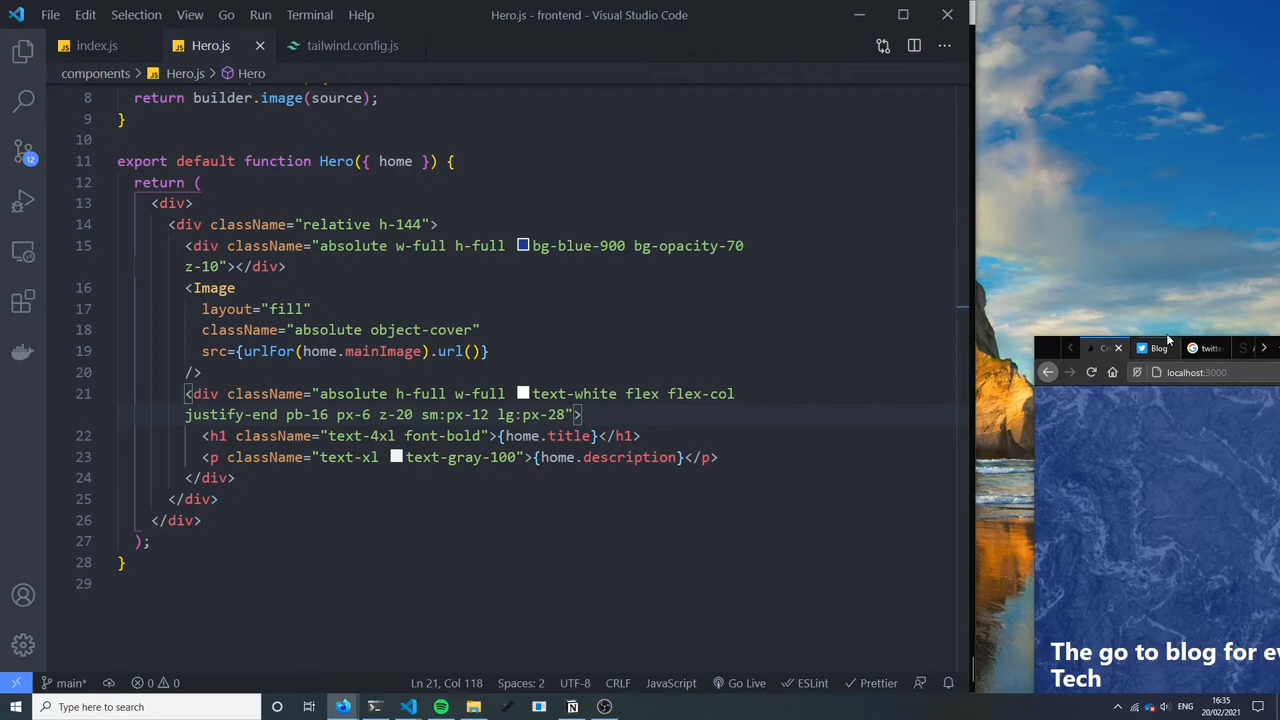 File Edit Selection View Go Run Terminal Help
Hero.js - frontend - Visual Studio Code
index.js
Hero.js
tailwind.config.js
components > Hero.js > Hero
8 return builder.image(source);
9 }
10
11 export default function Hero({ home }) {
12 return (
13 <div>
14 <div className="relative h-144">
15 <div className="absolute w-full h-full bg-blue-900 bg-opacity-70
z-10"></div>
16 <Image
17 layout="fill"
18 className="absolute object-cover"
19 src={urlFor(home.mainImage).url()}
20 />
21 <div className="absolute h-full w-full text-white flex flex-col
justify-end pb-16 px-6 z-20 sm:px-12 lg:px-28">
22 <h1 className="text-4xl font-bold">{home.title}</h1>
23 <p className="text-xl text-gray-100">{home.description}</p>
24 </div>
25 </div>
26 </div>
27 );
28 }
29
12
main* 0 0 Ln 21, Col 118 Spaces: 2 UTF-8 CRLF JavaScript Go Live ESLint Prettier
Blog
twitte
localhost:3000
The go to blog for ev
Tech
Type here to search
ENG
16:35
20/02/2021